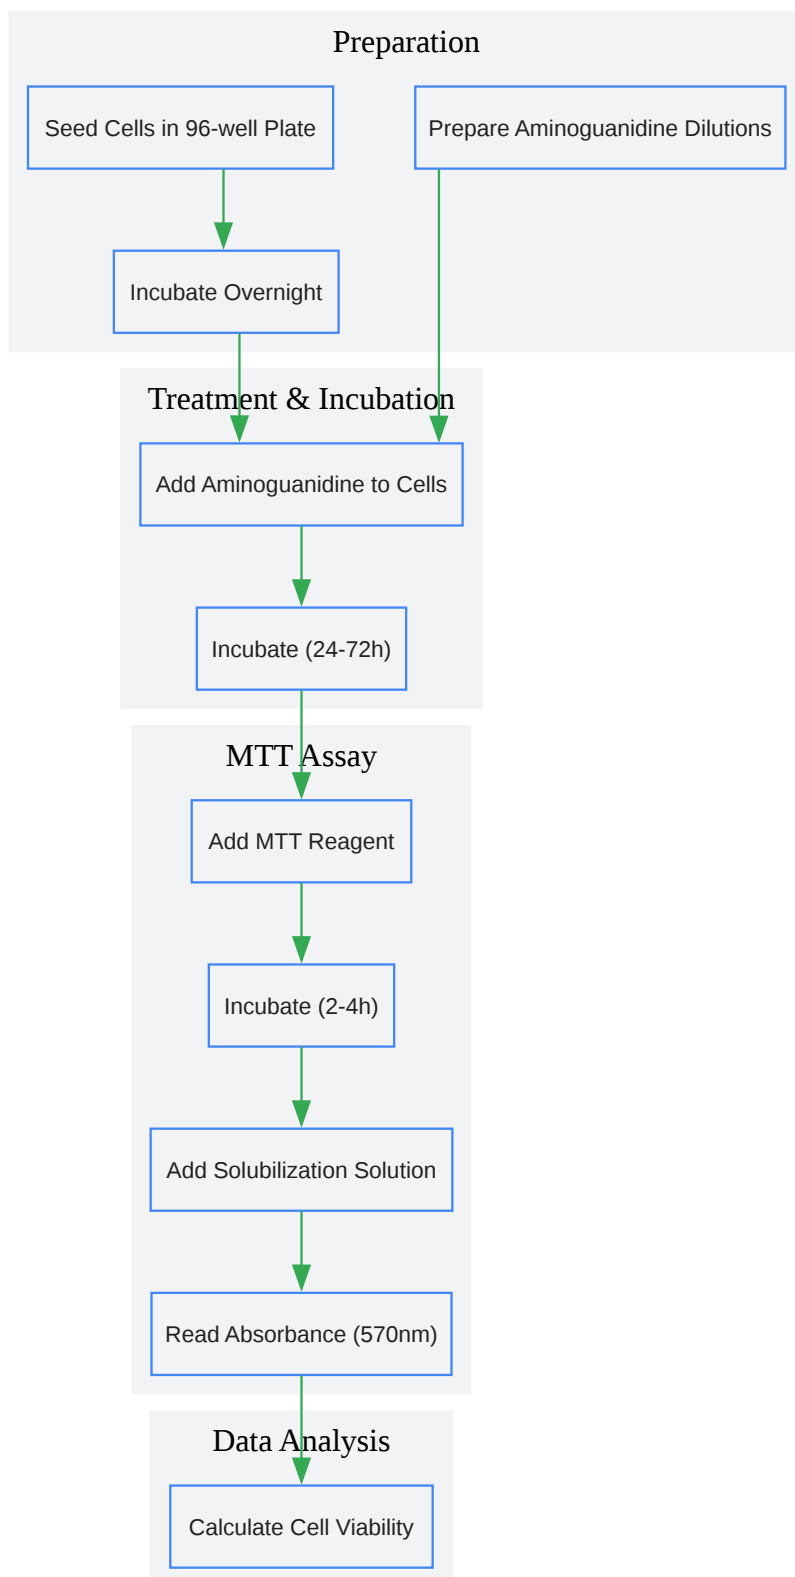 Preparation
Seed Cells in 96-well Plate
Prepare Aminoguanidine Dilutions
Incubate Overnight
Treatment & Incubation
Add Aminoguanidine to Cells
Incubate (24-72h)
MTT Assay
Add MTT Reagent
Incubate (2-4h)
Add Solubilization Solution
Read Absorbance (570nm)
Data Analysis
Calculate Cell Viability